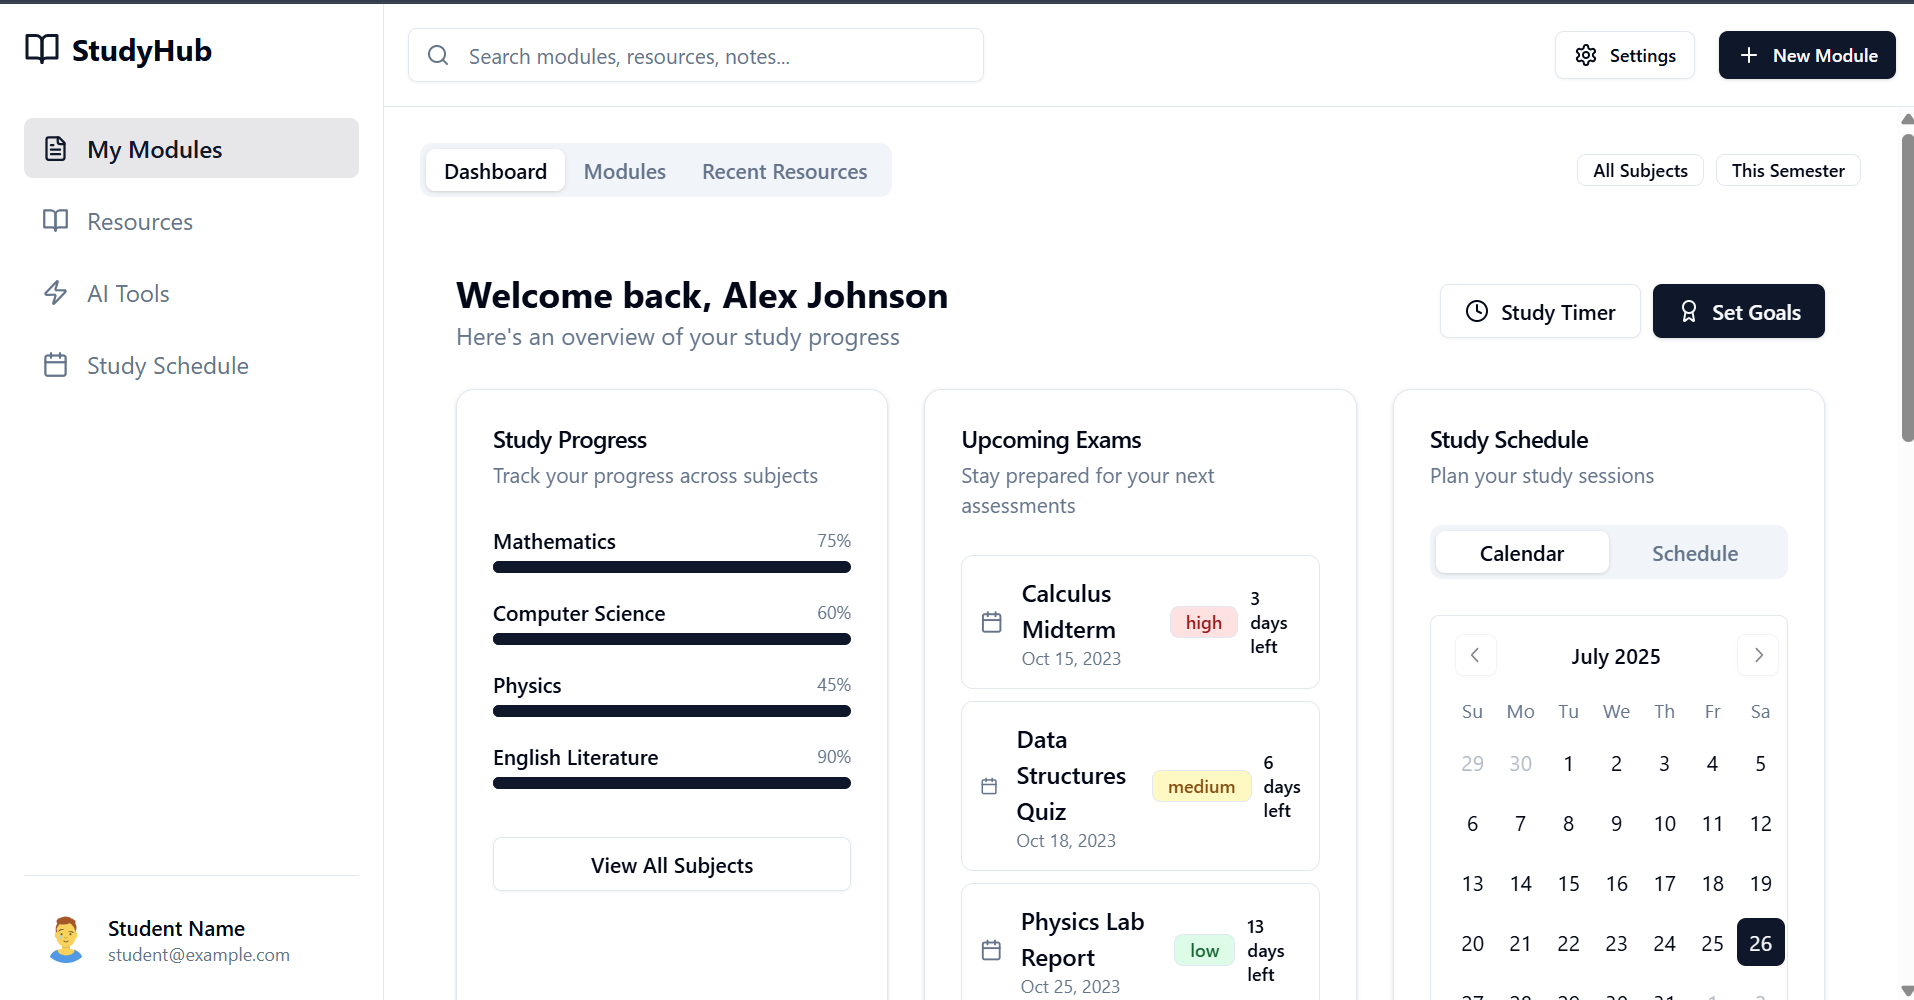 StudyHub
Search modules, resources, notes...
Settings
New Module
My Modules
Resources
AI Tools
Study Schedule
Dashboard
Modules
Recent Resources
All Subjects
This Semester
Welcome back, Alex Johnson
Here's an overview of your study progress
Study Timer
Set Goals
Study Progress
Track your progress across subjects
Mathematics 75%
Computer Science 60%
Physics 45%
English Literature 90%
View All Subjects
Upcoming Exams
Stay prepared for your next
assessments
Calculus
Midterm
Oct 15, 2023
high
3
days
left
Data
Structures
Quiz
Oct 18, 2023
medium
6
days
left
Physics Lab
Report
Oct 25, 2023
low
13
days
left
Study Schedule
Plan your study sessions
Calendar
Schedule
July 2025
Su Mo Tu We Th Fr Sa
29 30 1 2 3 4 5
6 7 8 9 10 11 12
13 14 15 16 17 18 19
20 21 22 23 24 25 26
27 28 29 30 31 1 2
Student Name
student@example.com